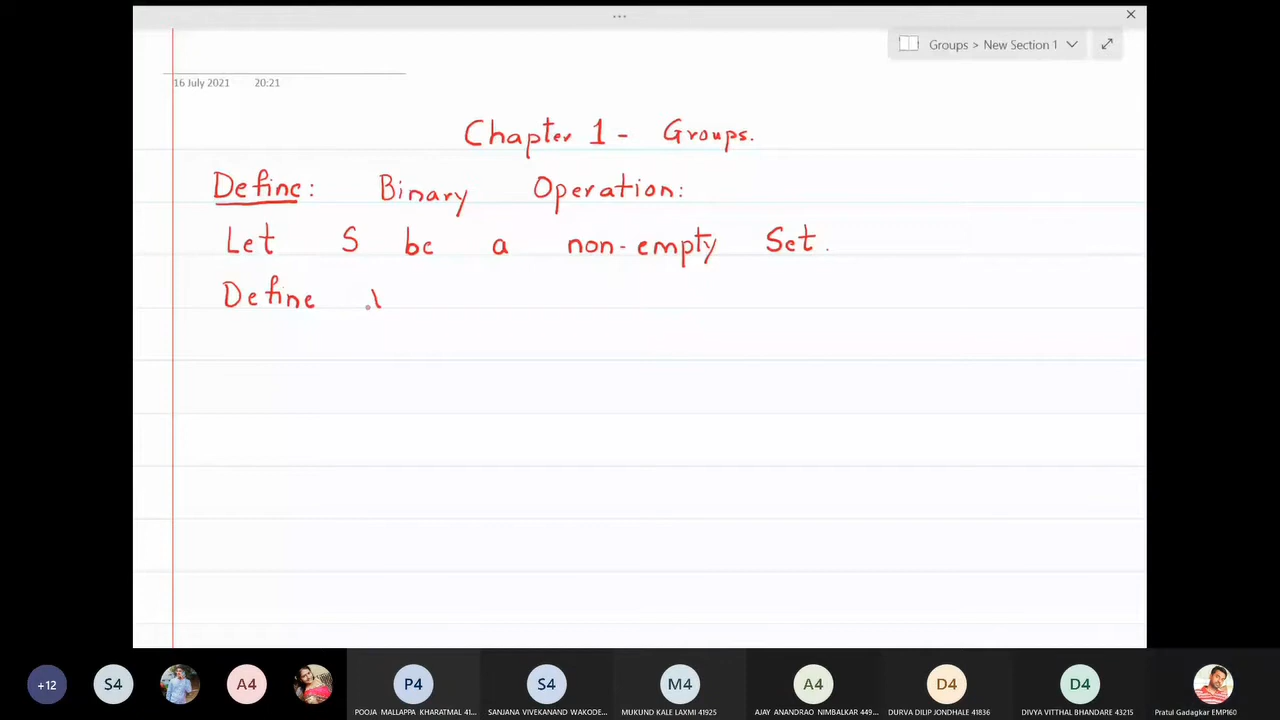 Groups > New Section 1
16 July 2021 20:21
Chapter 1 - Groups.
Define: Binary Operation:
Let S be a non-empty Set.
Define
+12
S4
A4
P4
S4
M4
A4
D4
D4
POOJA MALLAPPA KHARATMAL 41...
SANJANA VIVEKANAND WAKODE...
MUKUND KALE LAXMI 41925
AJAY ANANDRAO NIMBALKAR 449...
DURVA DILIP JONDHALE 41836
DIVYA VITTHAL BHANDARE 43215
Pratul Gadagkar EMP160